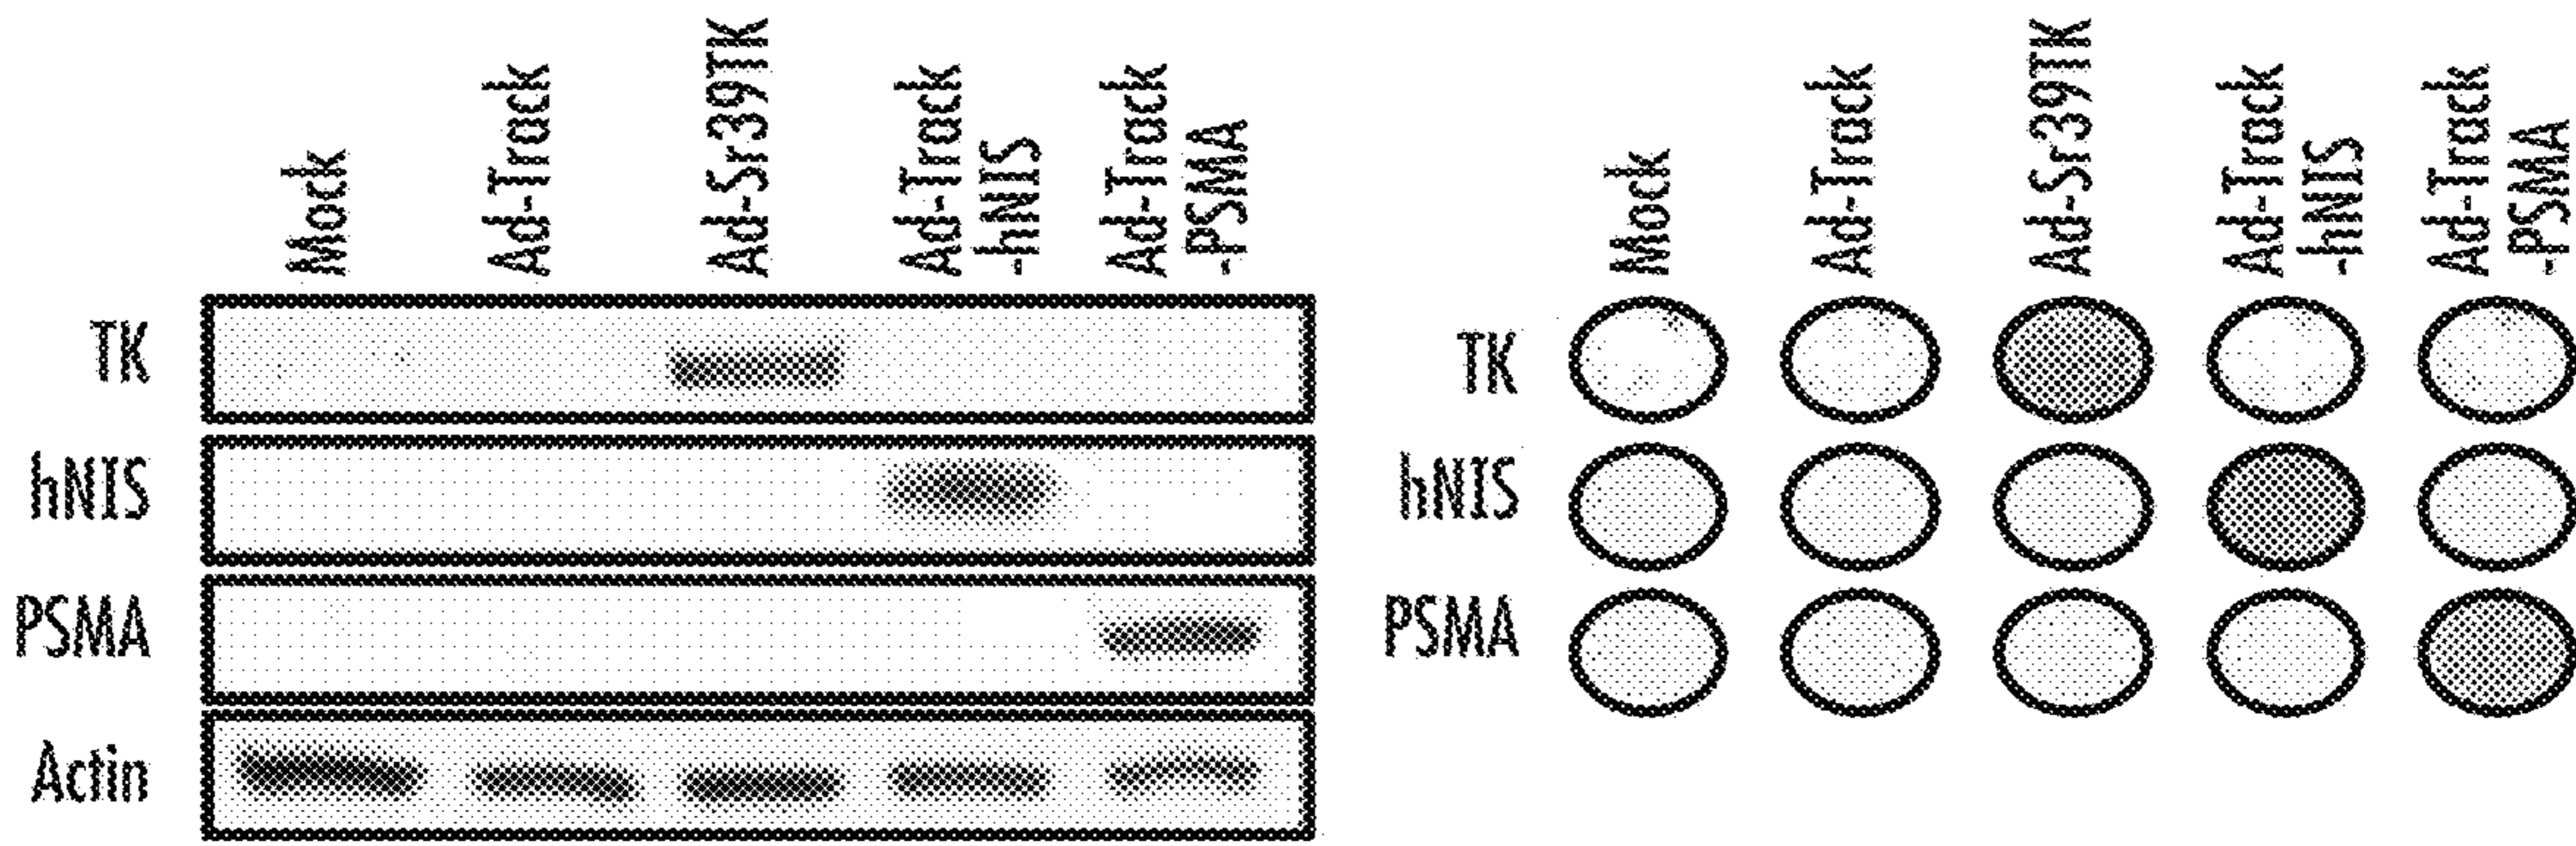 Mock
Ad-Track
Ad-Sr39TK
Ad-Track
-hNIS
Ad-Track
-PSMA
TK
hNIS
PSMA
Actin
Mock
Ad-Track
Ad-Sr39TK
Ad-Track
-hNIS
Ad-Track
-PSMA
TK
hNIS
PSMA